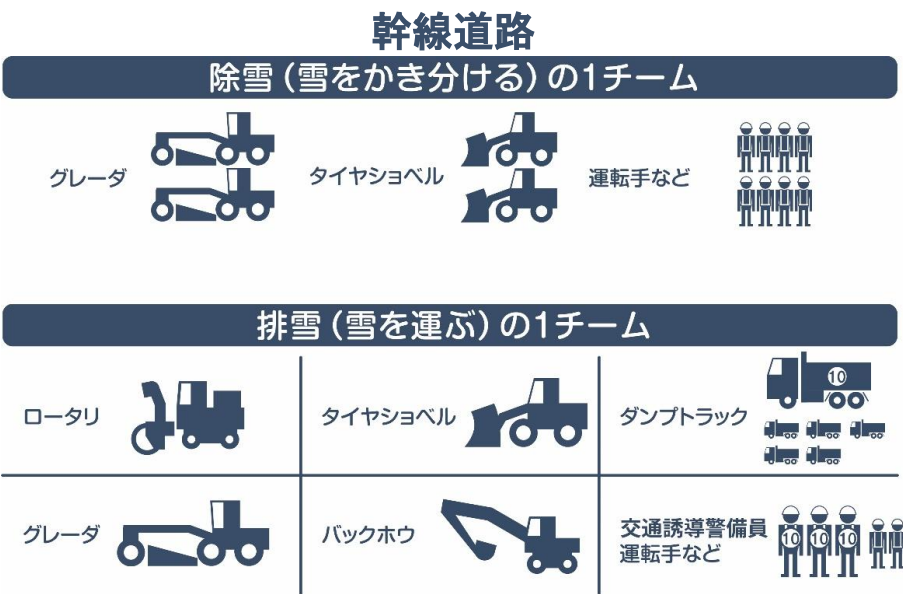 幹線道路
除雪（雪をかき分ける）の1チーム
グレーダ
タイヤショベル
運転手など
排雪（雪を運ぶ）の1チーム
ロータリ
タイヤショベル
ダンプトラック
10
グレーダ
バックホウ
交通誘導警備員
運転手など
10 10 10